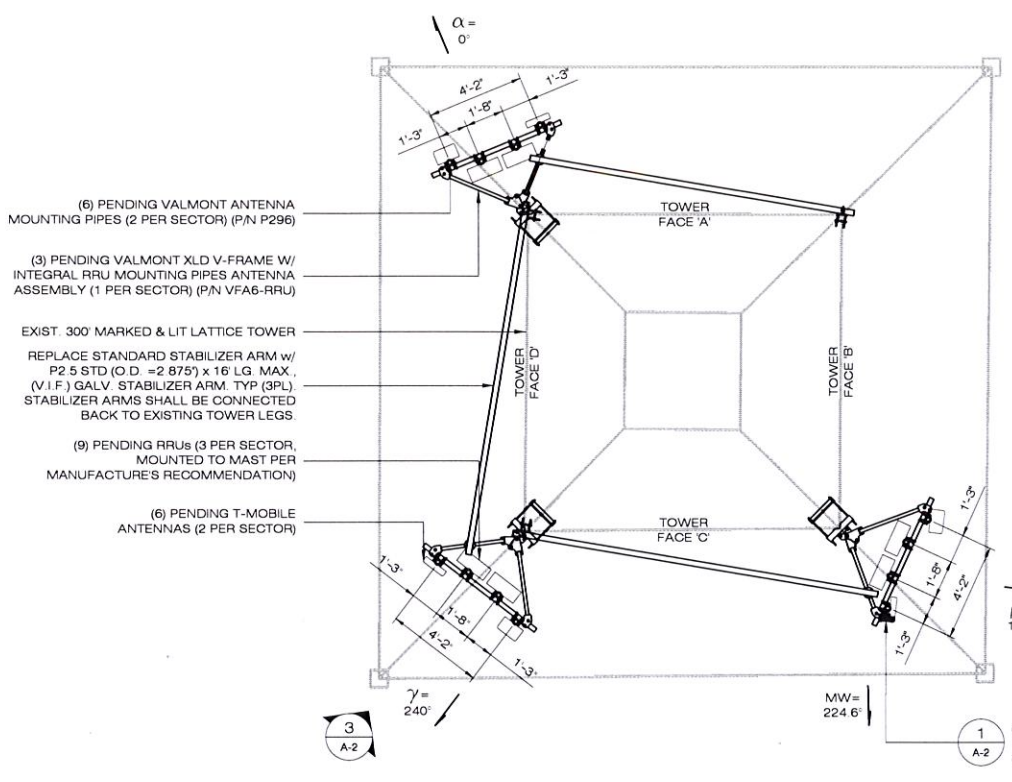 α =
0°
4'-2"
1'-3"
1'-8"
1'-3"
(6) PENDING VALMONT ANTENNA
MOUNTING PIPES (2 PER SECTOR) (P/N P296)
(3) PENDING VALMONT XLD V-FRAME W/
INTEGRAL RRU MOUNTING PIPES ANTENNA
ASSEMBLY (1 PER SECTOR) (P/N VFA6-RRU)
EXIST. 300' MARKED & LIT LATTICE TOWER
REPLACE STANDARD STABILIZER ARM w/
P2.5 STD (O.D. =2 875") x 16' LG. MAX.,
(V.I.F.) GALV. STABILIZER ARM. TYP (3PL).
STABILIZER ARMS SHALL BE CONNECTED
BACK TO EXISTING TOWER LEGS.
(9) PENDING RRUs (3 PER SECTOR,
MOUNTED TO MAST PER
MANUFACTURE'S RECOMMENDATION)
(6) PENDING T-MOBILE
ANTENNAS (2 PER SECTOR)
TOWER
FACE 'A'
TOWER
FACE 'D'
TOWER
FACE 'B'
TOWER
FACE 'C'
1'-3"
1'-8"
4'-2"
1'-3"
1'-3"
1'-8"
4'-2"
1'-3"
γ =
240°
MW=
224.6°
3
A-2
1
A-2